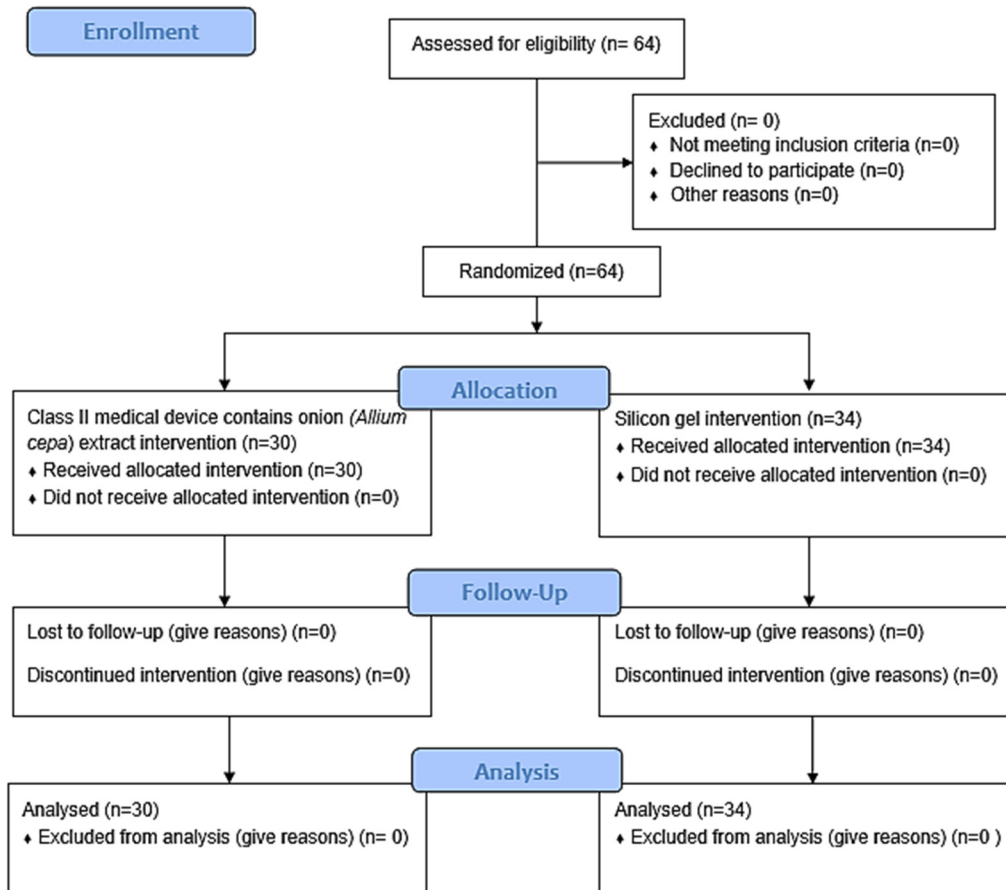 Enrollment
Assessed for eligibility (n= 64)
Excluded (n= 0)
♦ Not meeting inclusion criteria (n=0)
♦ Declined to participate (n=0)
♦ Other reasons (n=0)
Randomized (n=64)
Allocation
Class II medical device contains onion (Allium
cepa) extract intervention (n=30)
♦ Received allocated intervention (n=30)
♦ Did not receive allocated intervention (n=0)
Silicon gel intervention (n=34)
♦ Received allocated intervention (n=34)
♦ Did not receive allocated intervention (n=0)
Follow-Up
Lost to follow-up (give reasons) (n=0)
Discontinued intervention (give reasons) (n=0)
Lost to follow-up (give reasons) (n=0)
Discontinued intervention (give reasons) (n=0)
Analysis
Analysed (n=30)
♦ Excluded from analysis (give reasons) (n= 0)
Analysed (n=34)
♦ Excluded from analysis (give reasons) (n=0 )